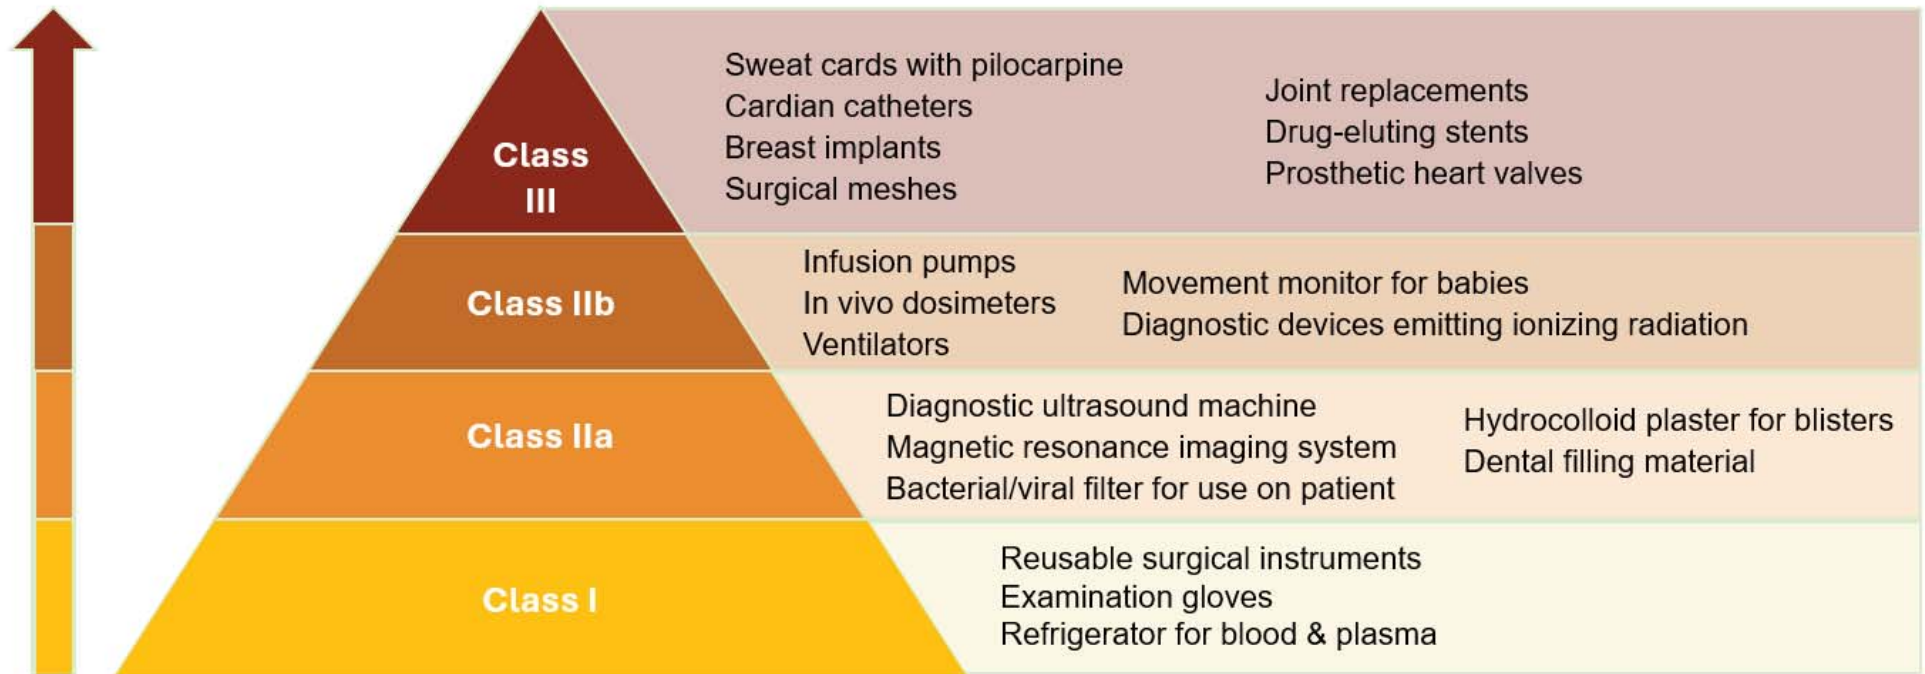 Class
III
Sweat cards with pilocarpine
Cardian catheters
Breast implants
Surgical meshes
Joint replacements
Drug-eluting stents
Prosthetic heart valves
Class IIb
Infusion pumps
In vivo dosimeters
Ventilators
Movement monitor for babies
Diagnostic devices emitting ionizing radiation
Class IIa
Diagnostic ultrasound machine
Magnetic resonance imaging system
Bacterial/viral filter for use on patient
Hydrocolloid plaster for blisters
Dental filling material
Class I
Reusable surgical instruments
Examination gloves
Refrigerator for blood & plasma